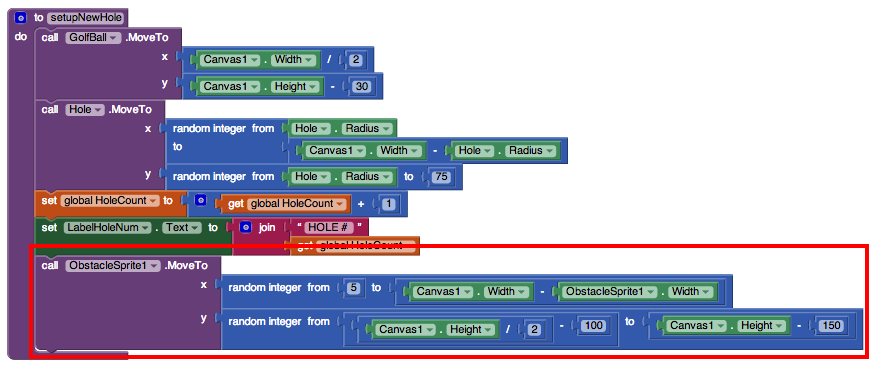 to setupNewHole
do call GolfBall .MoveTo
x Canvas1 . Width / 2
y Canvas1 . Height - 30
call Hole .MoveTo
x random integer from Hole . Radius
to Canvas1 . Width - Hole . Radius
y random integer from Hole . Radius to 75
set global HoleCount to get global HoleCount + 1
set LabelHoleNum . Text to join " HOLE # "
get global HoleCount
call ObstacleSprite1 .MoveTo
x random integer from 5 to Canvas1 . Width - ObstacleSprite1 . Width
y random integer from Canvas1 . Height / 2 - 100 to Canvas1 . Height - 150